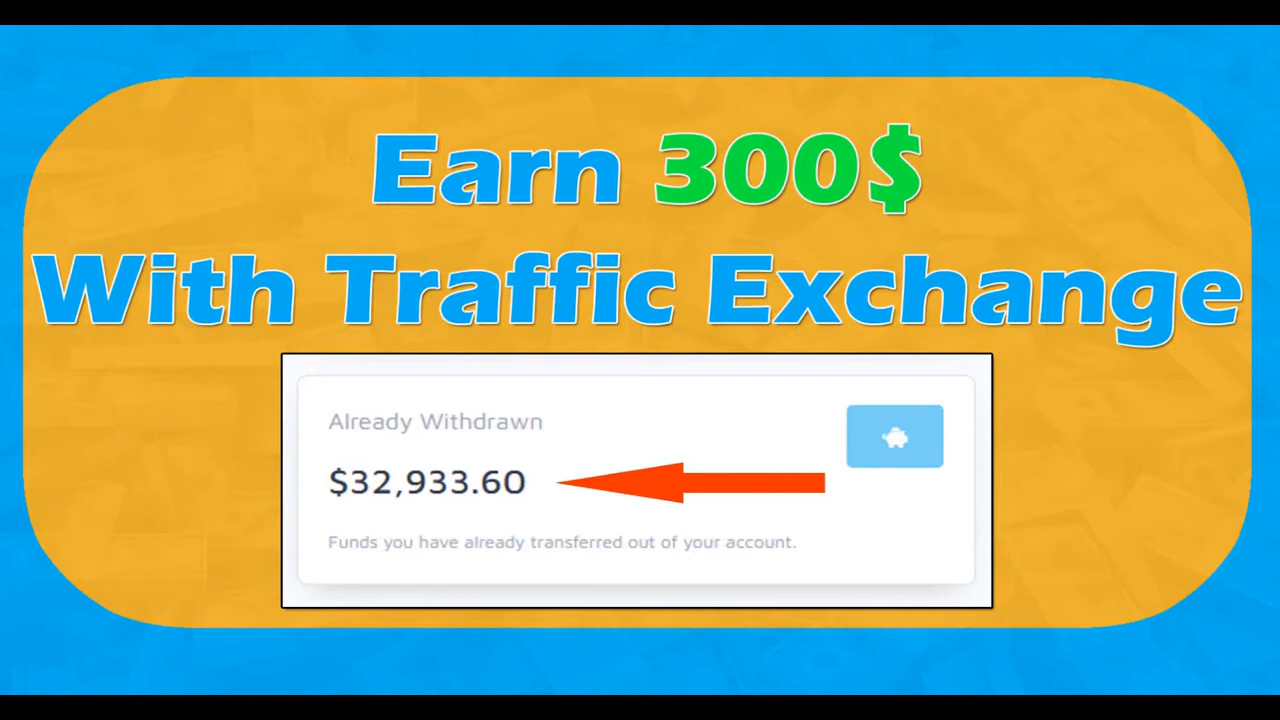 Earn 300$
With Traffic Exchange
Already Withdrawn
$32,933.60
Funds you have already transferred out of your account.